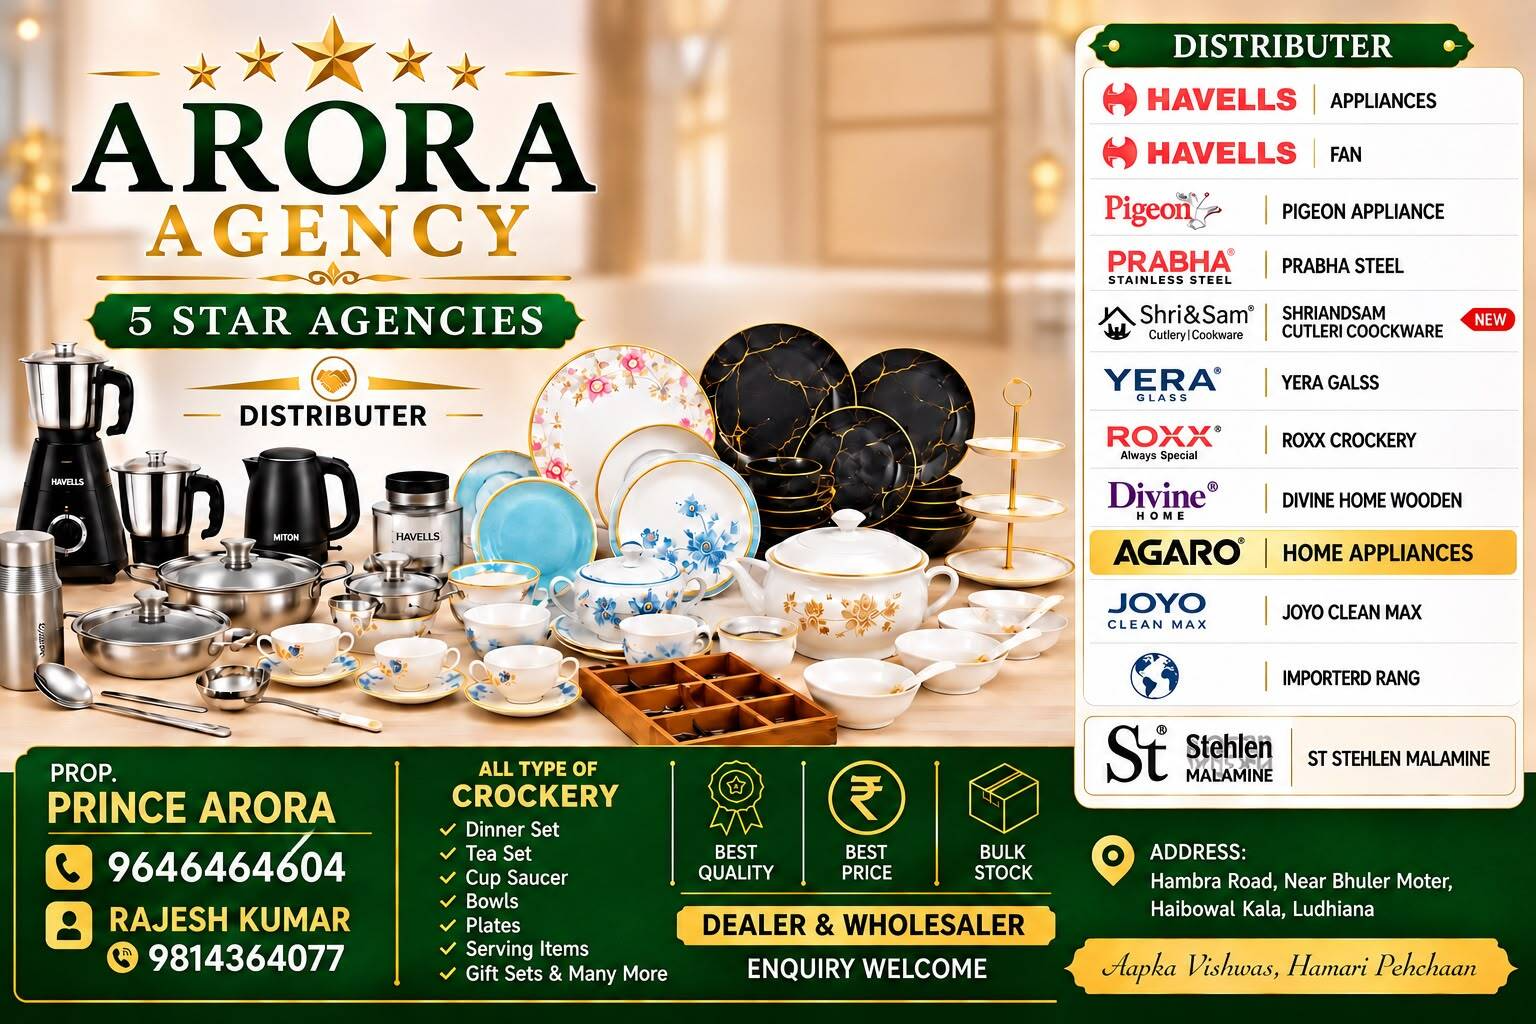 ARORA
AGENCY
5 STAR AGENCIES
DISTRIBUTER
HAVELLS
MITON
HAVELLS
DISTRIBUTER
HAVELLS APPLIANCES
HAVELLS FAN
Pigeon PIGEON APPLIANCE
PRABHA® PRABHA STEEL
STAINLESS STEEL
Shri&Sam® SHRIANDSAM
Cutlery|Cookware CUTLERI COOCKWARE NEW
YERA® YERA GALSS
GLASS
ROXX® ROXX CROCKERY
Always Special
Divine® DIVINE HOME WOODEN
HOME
AGARO® HOME APPLIANCES
JOYO JOYO CLEAN MAX
CLEAN MAX
IMPORTERD RANG
St® Stehlen ST STEHLEN MALAMINE
MALAMINE
PROP.
PRINCE ARORA
9646464604
RAJESH KUMAR
9814364077
ALL TYPE OF
CROCKERY
Dinner Set
Tea Set
Cup Saucer
Bowls
Plates
Serving Items
Gift Sets & Many More
BEST
QUALITY
BEST
PRICE
BULK
STOCK
DEALER & WHOLESALER
ENQUIRY WELCOME
ADDRESS:
Hambra Road, Near Bhuler Moter,
Haibowal Kala, Ludhiana
Aapka Vishwas, Hamari Pehchaan